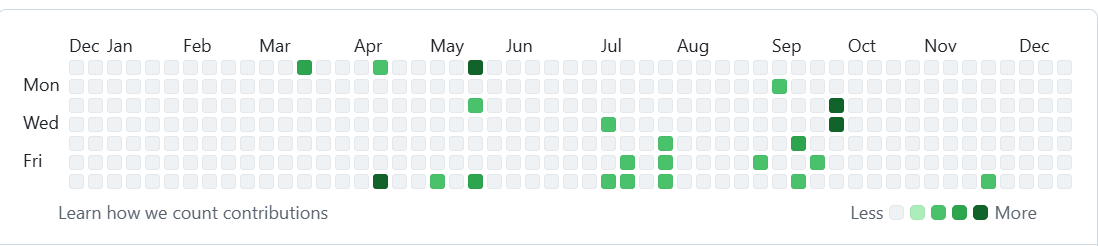 Dec Jan Feb Mar Apr May Jun Jul Aug Sep Oct Nov Dec
Mon
Wed
Fri
Learn how we count contributions Less More